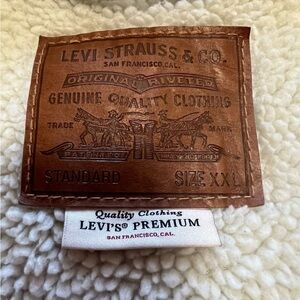 LEVI STRAUSS & CO.
SAN FRANCISCO, CAL.
ORIGINAL RIVETED
GENUINE QUALITY CLOTHING
TRADE MARK
STANDARD SIZE XXL
Quality Clothing
LEVI'S® PREMIUM
SAN FRANCISCO, CAL.